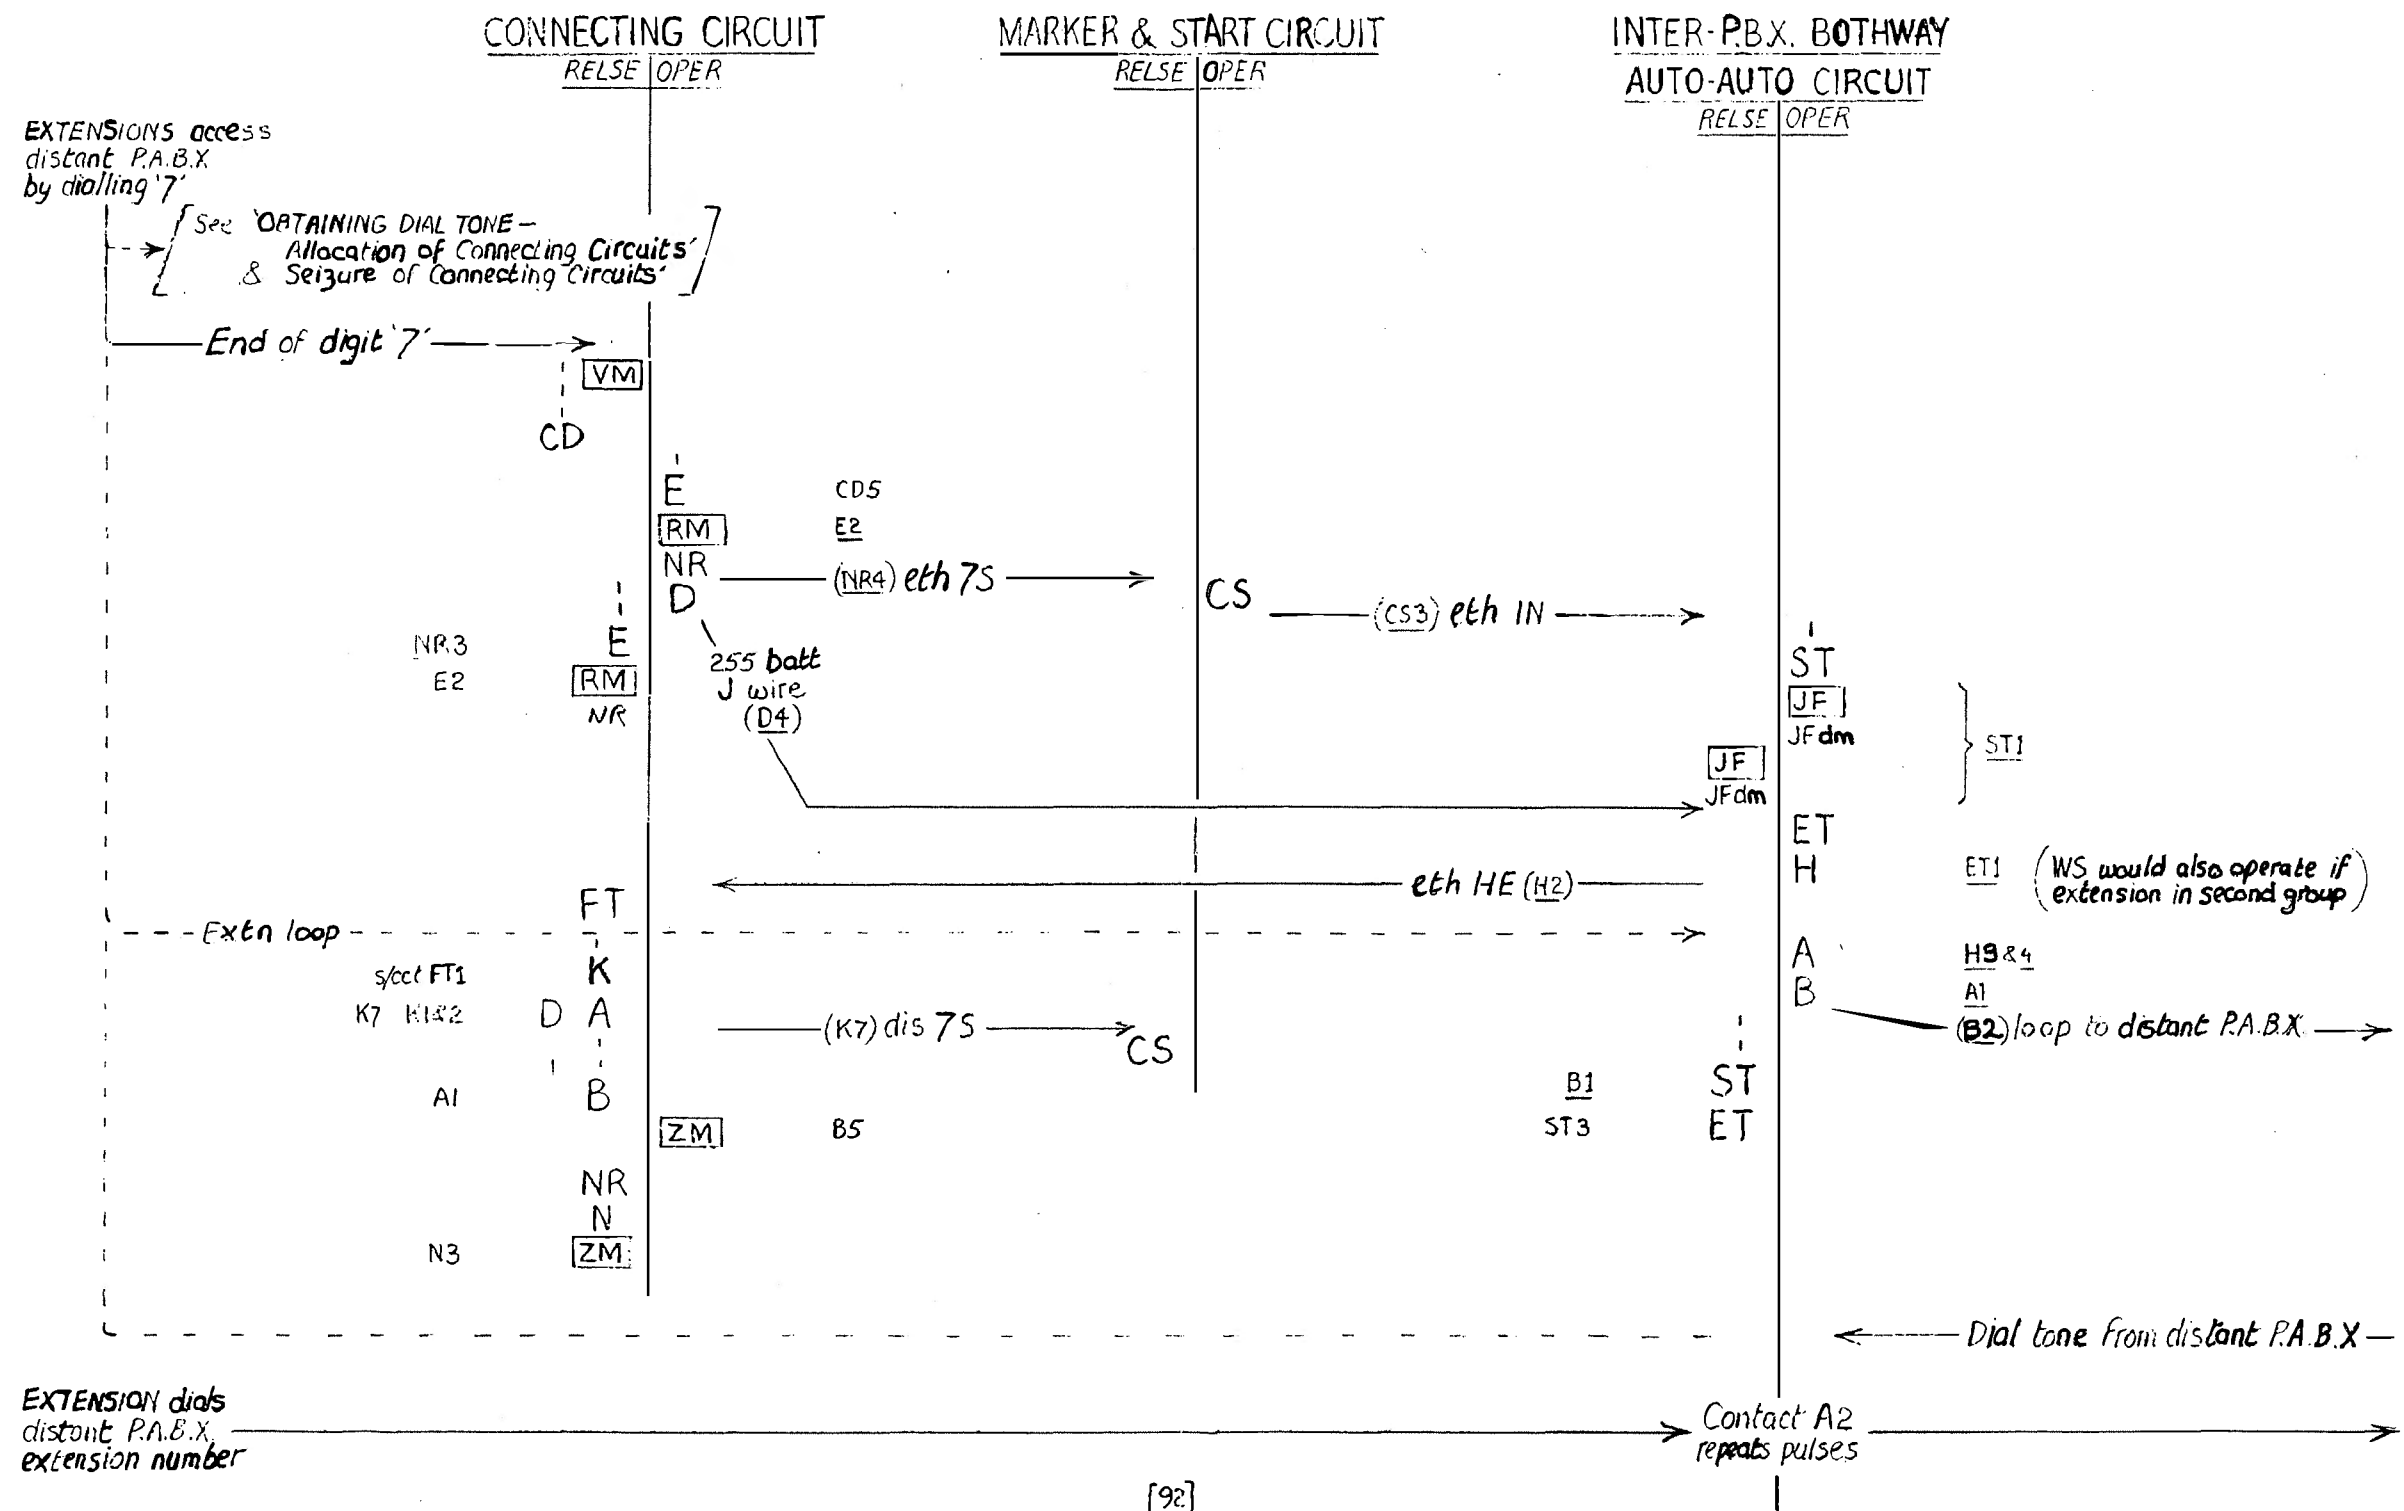 CONNECTING CIRCUIT
RELSE OPER
MARKER & START CIRCUIT
RELSE OPER
INTER-P.B.X. BOTHWAY
AUTO-AUTO CIRCUIT
RELSE OPER
EXTENSIONS access
distant P.A.B.X
by dialling '7'
See 'OBTAINING DIAL TONE –
Allocation of Connecting Circuits'
& Seizure of Connecting Circuits'
End of digit '7'
VM
CD
E CD5
RM E2
NR
D
(NR4) eth 7S
CS
(CS3) eth IN
NR3 E
E2 RM
NR
255 batt
J wire
(D4)
ST
JF
JFdm
ST1
JF
JFdm
ET
H ET1 (WS would also operate if
extension in second group)
eth HE (H2)
FT
Extn loop
s/cct FT1 K
K7 K1&2 D A
(K7) dis 7S
CS
A H3 & 4
B A1
(B2) loop to distant P.A.B.X.
A1 B
B1 ST
ZM B5
ST3 ET
NR
N
N3 ZM
Dial tone from distant P.A.B.X
EXTENSION dials
distant P.A.B.X.
extension number
Contact A2
repeats pulses
[92]